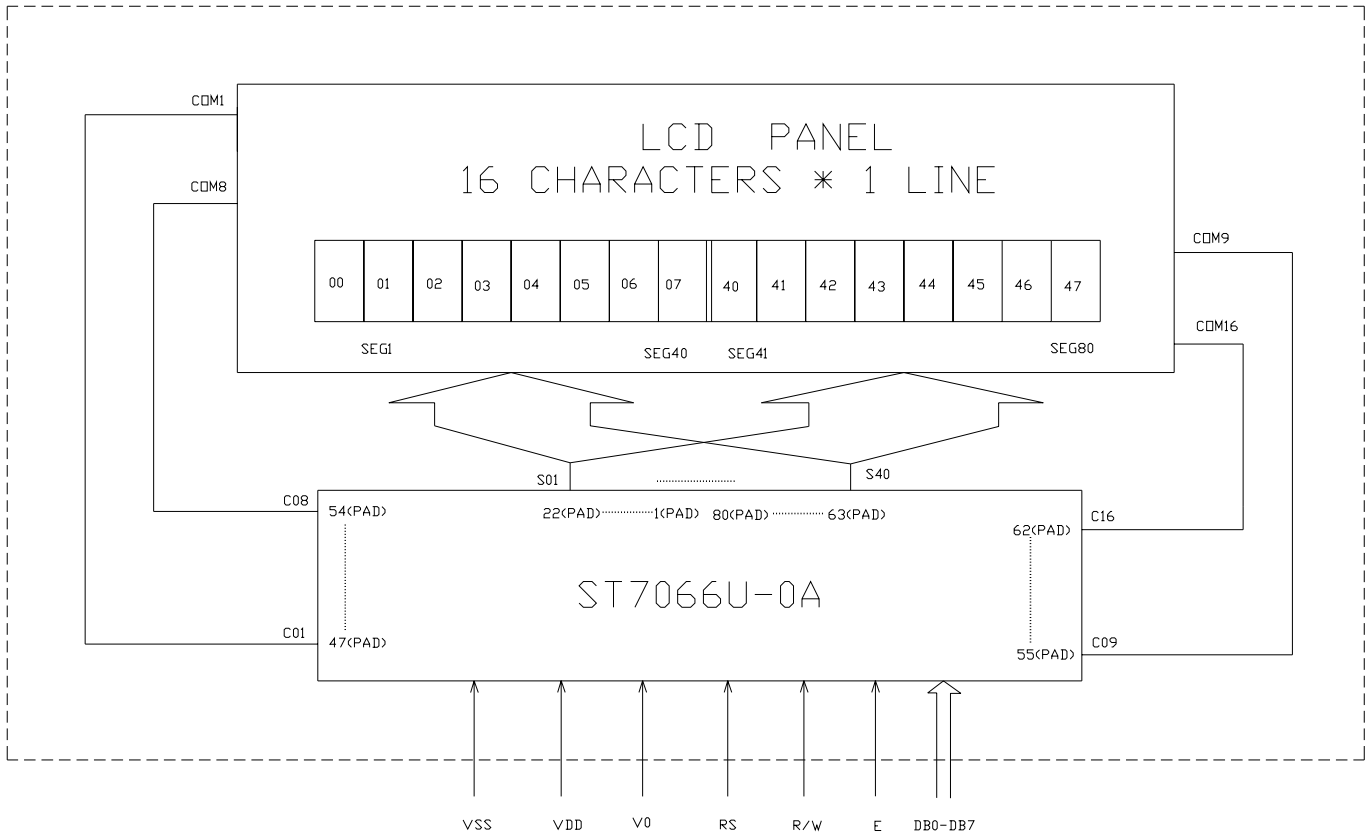 COM1
LCD PANEL
COM8
16 CHARACTERS * 1 LINE
COM9
00 01 02 03 04 05 06 07 40 41 42 43 44 45 46 47
COM16
SEG1 SEG40 SEG41 SEG80
S01 S40
C08 54(PAD) 22(PAD) 1(PAD) 80(PAD) 63(PAD) 62(PAD) C16
ST7066U-0A
C01 47(PAD) 55(PAD) C09
VSS VDD V0 RS R/W E DB0-DB7